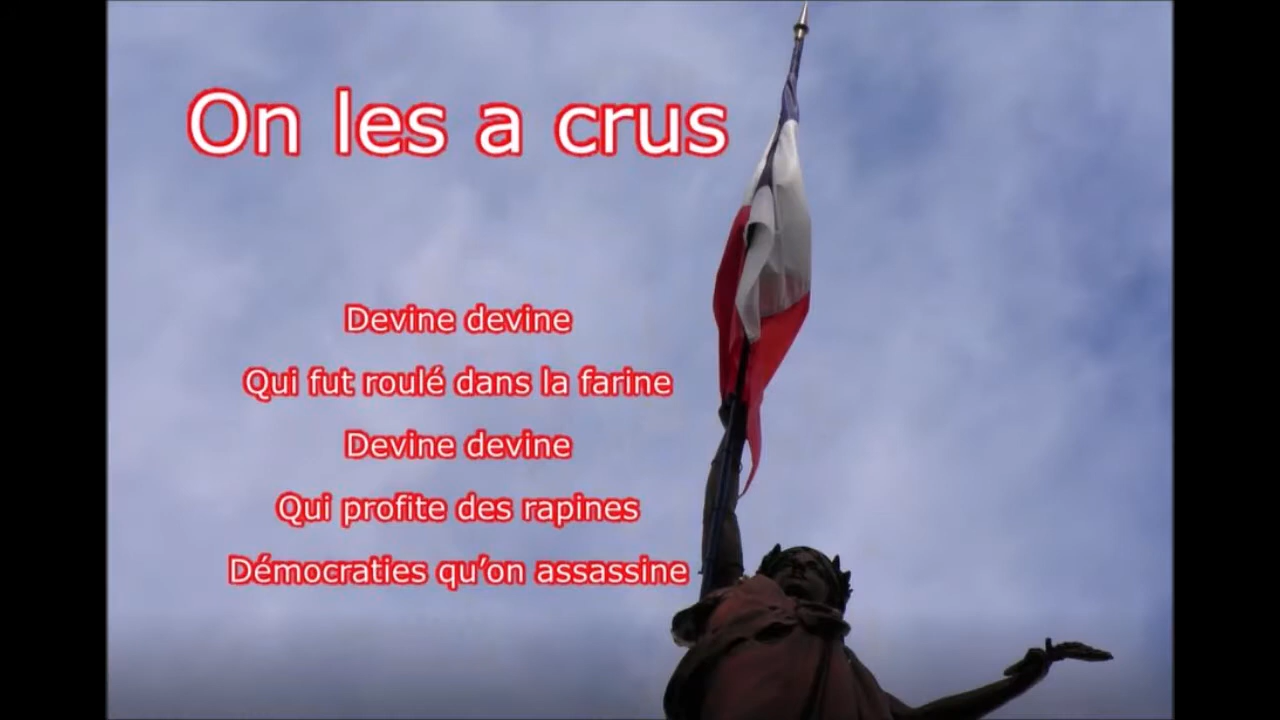 On les a crus
Devine devine
Qui fut roulé dans la farine
Devine devine
Qui profite des rapines
Démocraties qu’on assassine